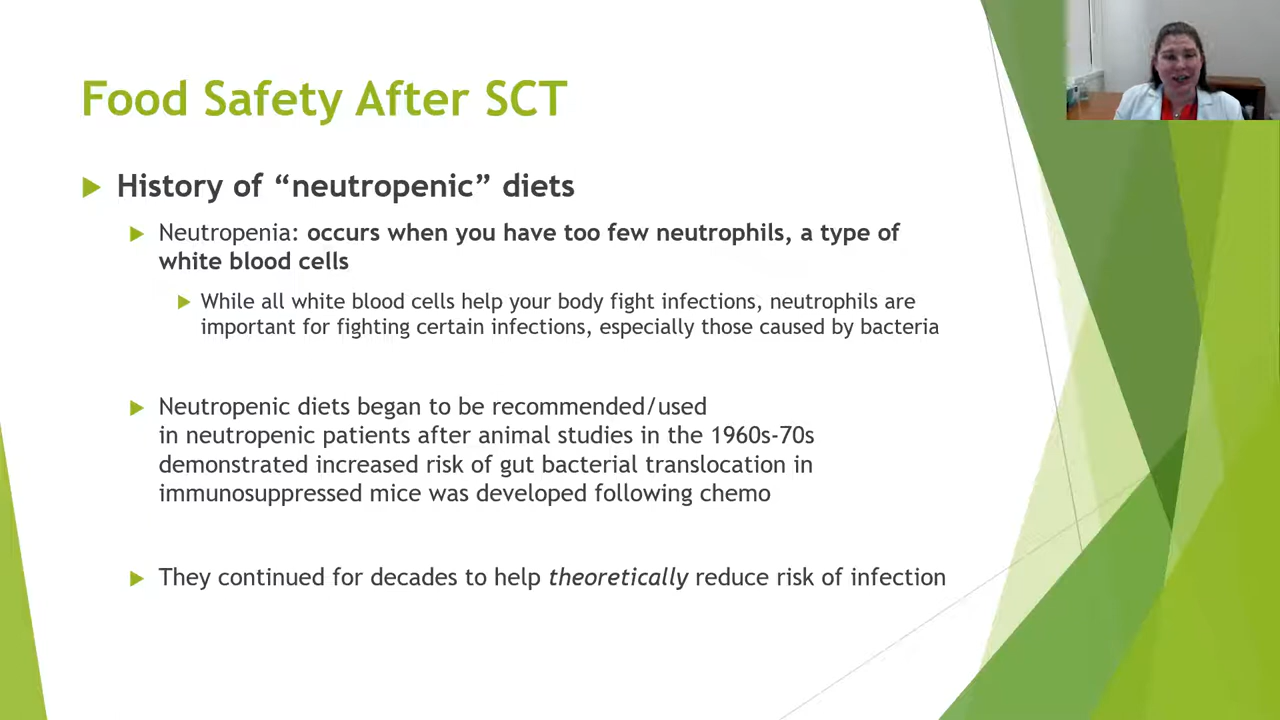 Food Safety After SCT
History of “neutropenic” diets
Neutropenia: occurs when you have too few neutrophils, a type of
white blood cells
While all white blood cells help your body fight infections, neutrophils are
important for fighting certain infections, especially those caused by bacteria
Neutropenic diets began to be recommended/used
in neutropenic patients after animal studies in the 1960s-70s
demonstrated increased risk of gut bacterial translocation in
immunosuppressed mice was developed following chemo
They continued for decades to help theoretically reduce risk of infection